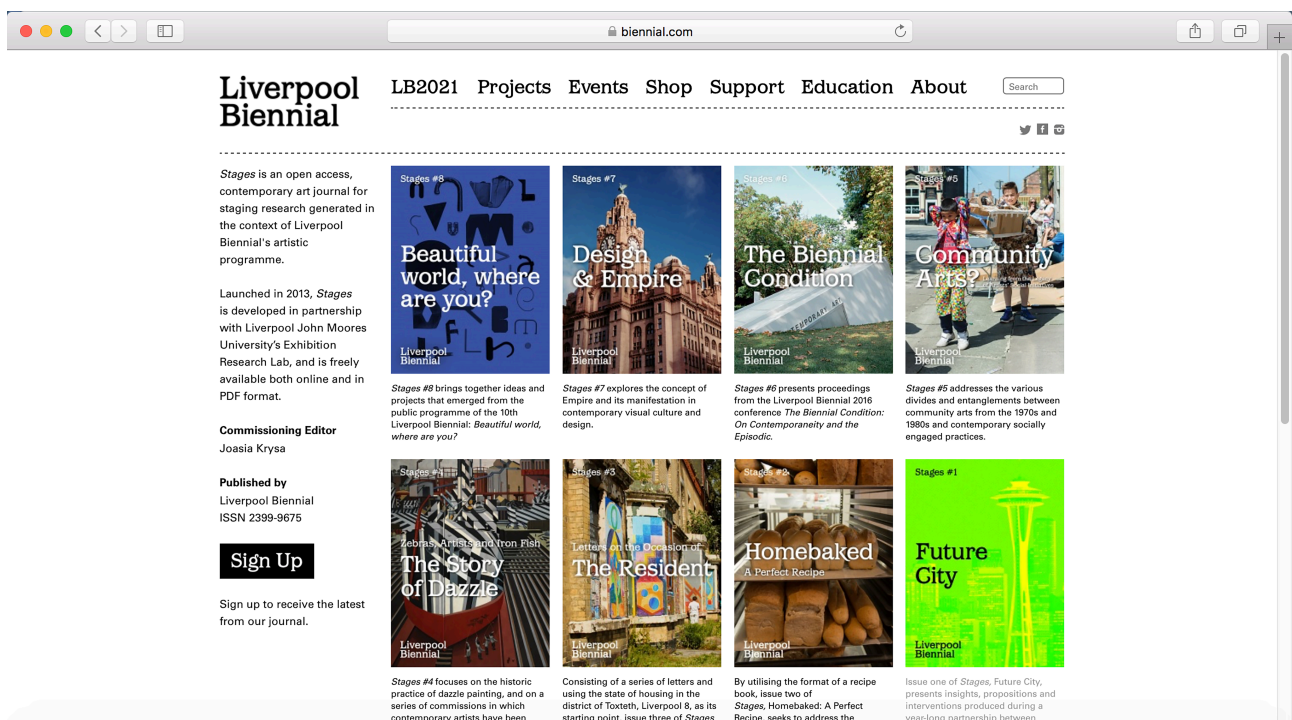 biennial.com
Liverpool
Biennial
LB2021 Projects Events Shop Support Education About
Search
Stages is an open access,
contemporary art journal for
staging research generated in
the context of Liverpool
Biennial's artistic
programme.
Launched in 2013, Stages
is developed in partnership
with Liverpool John Moores
University's Exhibition
Research Lab, and is freely
available both online and in
PDF format.
Commissioning Editor
Joasia Krysa
Published by
Liverpool Biennial
ISSN 2399-9675
Sign Up
Sign up to receive the latest
from our journal.
Stages #8
Beautiful
world, where
are you?
Liverpool
Biennial
Stages #8 brings together ideas and
projects that emerged from the
public programme of the 10th
Liverpool Biennial: Beautiful world,
where are you?
Stages #7
Design
& Empire
Stages #7 explores the concept of
Empire and its manifestation in
contemporary visual culture and
design.
Stages #6
The Biennial
Condition
Liverpool
Biennial
Stages #6 presents proceedings
from the Liverpool Biennial 2016
conference The Biennial Condition:
On Contemporaneity and the
Episodic.
Stages #5
Community
Arts?
Liverpool
Biennial
Stages #5 addresses the various
divides and entanglements between
community arts from the 1970s and
1980s and contemporary socially
engaged practices.
Stages #4
Zebras, Artists and Iron Fish
The Story
of Dazzle
Liverpool
Biennial
Stages #4 focuses on the historic
practice of dazzle painting, and on a
series of commissions in which
contemporary artists have been
Stages #3
Letters on the Occasion of
The Resident
Liverpool
Biennial
Consisting of a series of letters and
using the state of housing in the
district of Toxteth, Liverpool 8, as its
starting point, issue three of Stages
Stages #2
Homebaked
A Perfect Recipe
Liverpool
Biennial
By utilising the format of a recipe
book, issue two of
Stages, Homebaked: A Perfect
Recipe, seeks to address the
Stages #1
Future
City
Liverpool
Biennial
Issue one of Stages, Future City,
presents insights, propositions and
interventions produced during a
year-long partnership between